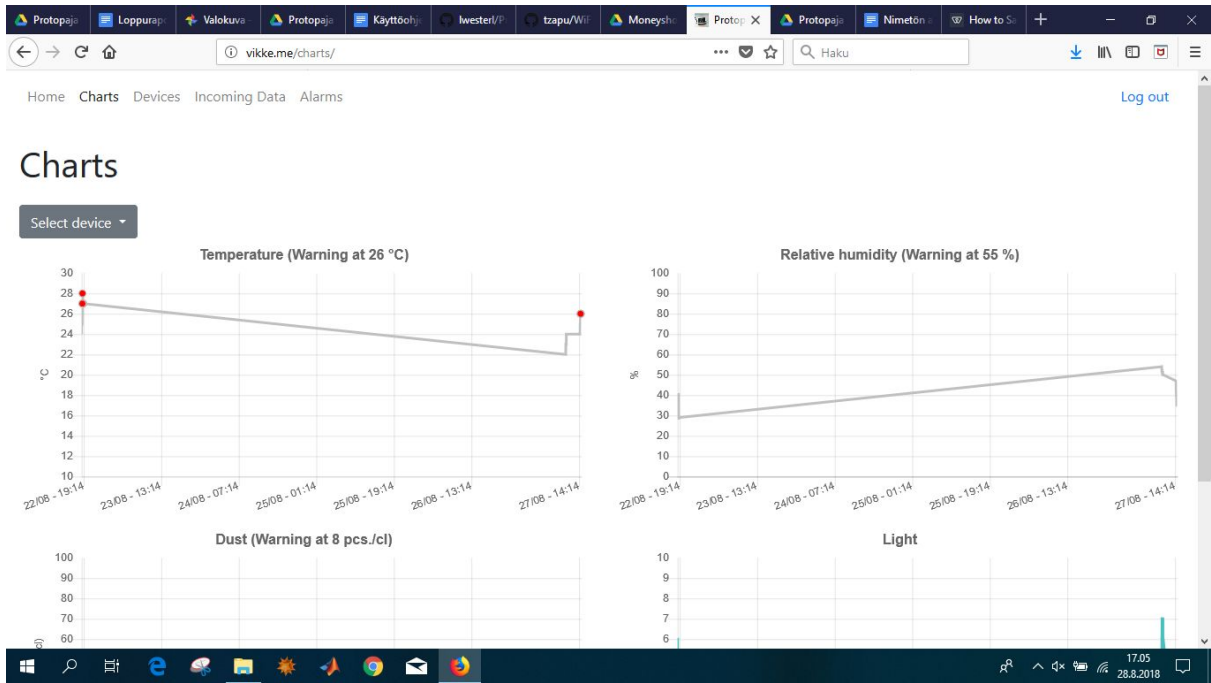 Protopaja Loppurapo Valokuva - Protopaja Käyttöohje lwesterl/P tzapu/WiF Moneysho Protop Protopaja Nimetön a How to Sa
vikke.me/charts/ Haku
Home Charts Devices Incoming Data Alarms Log out
Charts
Select device
Temperature (Warning at 26 °C)
30
28
26
24
22
20
18
16
14
12
10
°C
22/08 - 19:14 23/08 - 13:14 24/08 - 07:14 25/08 - 01:14 25/08 - 19:14 26/08 - 13:14 27/08 - 14:14
Relative humidity (Warning at 55 %)
100
90
80
70
60
50
40
30
20
10
0
%
22/08 - 19:14 23/08 - 13:14 24/08 - 07:14 25/08 - 01:14 25/08 - 19:14 26/08 - 13:14 27/08 - 14:14
Dust (Warning at 8 pcs./cl)
100
90
80
70
60
cl)
Light
10
9
8
7
6
17.05
28.8.2018